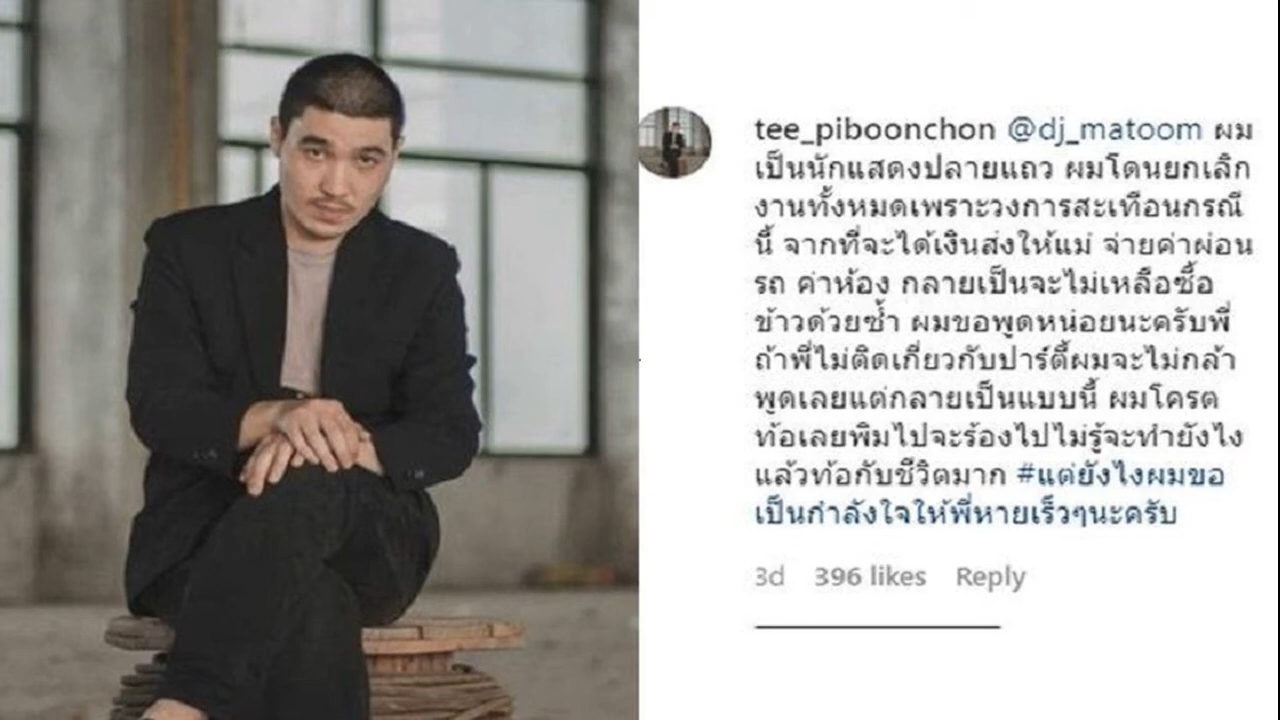 tee_piboonchon @dj_matoom ผม
เป็นนักแสดงปลายแถว ผมโดนยกเลิก
งานทั้งหมดเพราะวงการสะเทือนกรณี
นี้ จากที่จะได้เงินส่งให้แม่ จ่ายค่าผ่อน
รถ ค่าห้อง กลายเป็นจะไม่เหลือซื้อ
ข้าวด้วยซ้ำ ผมขอพูดหน่อยนะครับพี่
ถ้าพี่ไม่ติดเกี่ยวกับปาร์ตี้ผมจะไม่กล้า
พูดเลยแต่กลายเป็นแบบนี้ ผมโครต
ท้อเลยพิมไปจะร้องไปไม่รู้จะทำยังไง
แล้วท้อกับชีวิตมาก #แต่ยังไงผมขอ
เป็นกำลังใจให้พี่หายเร็วๆนะครับ
3d 396 likes Reply